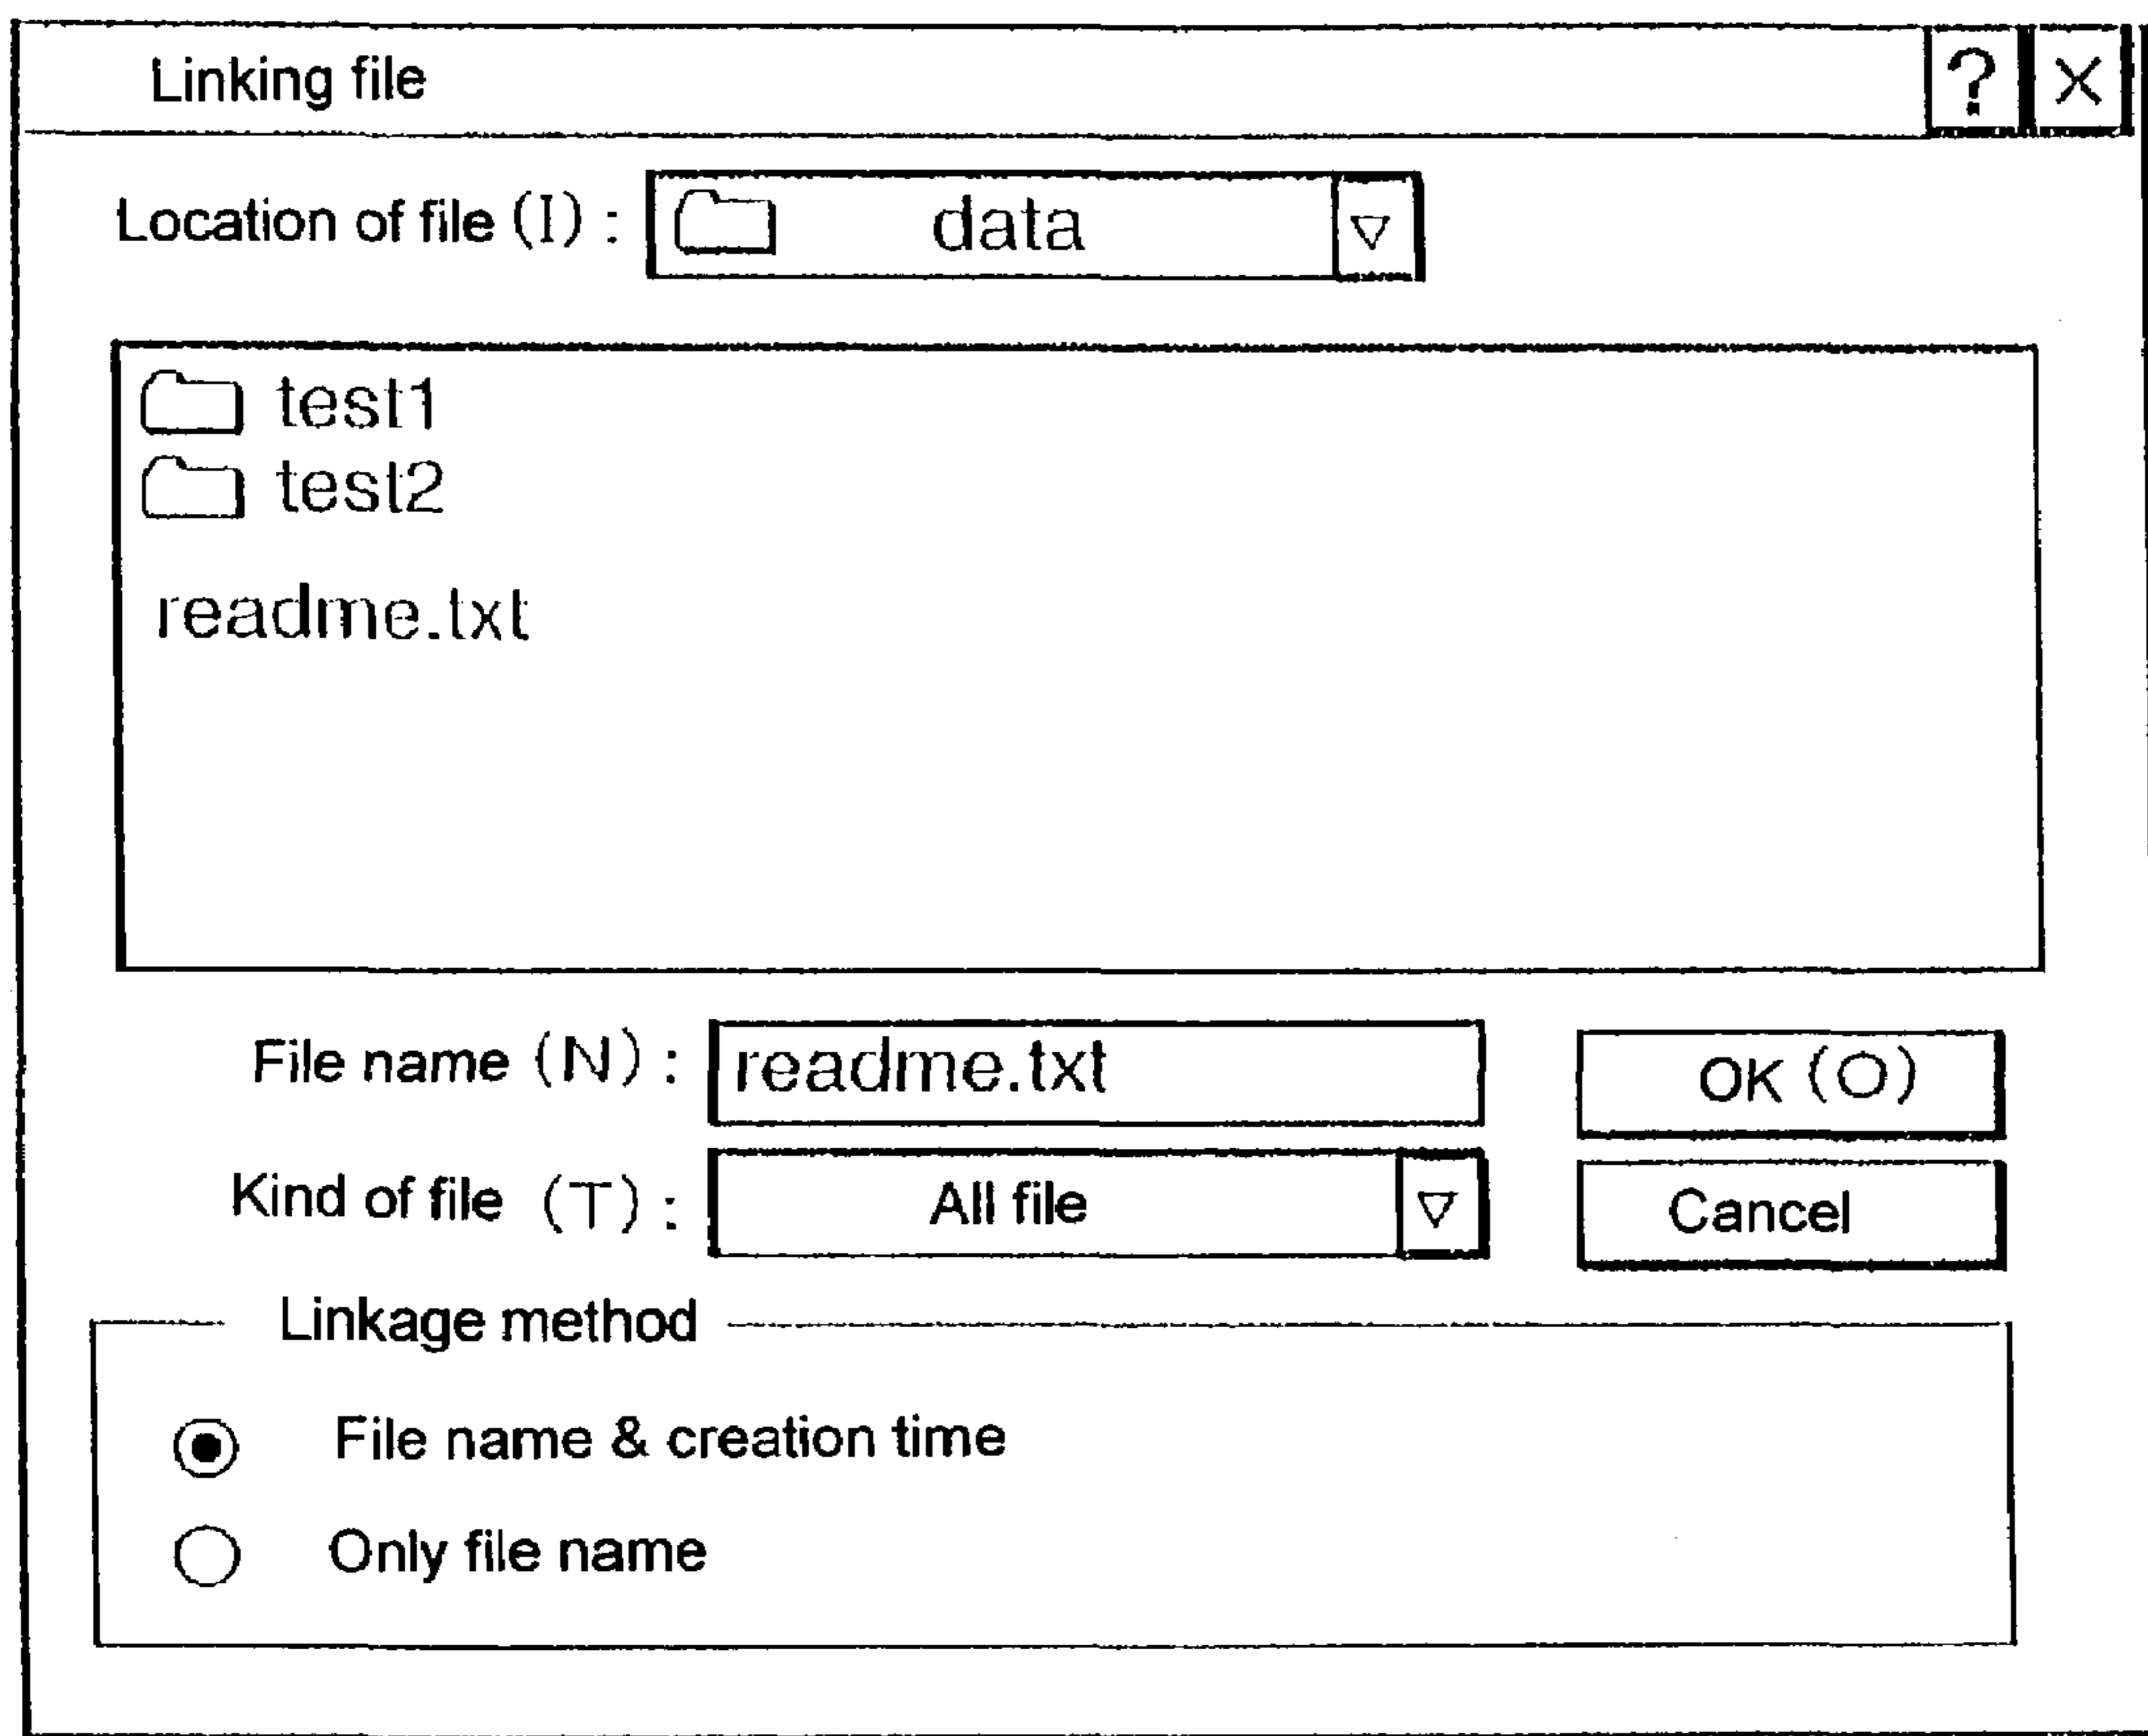 Linking file ? ×
Location of file (I) : data ▽
test1
test2
readme.txt
File name (N) : readme.txt OK (O)
Kind of file (T) : All file ▽ Cancel
Linkage method
File name & creation time
Only file name